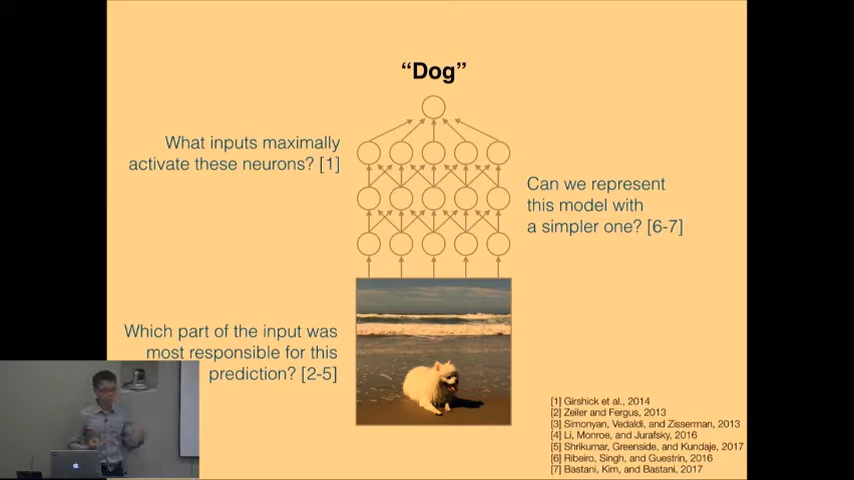 “Dog”
What inputs maximally
activate these neurons? [1]
Can we represent
this model with
a simpler one? [6-7]
Which part of the input was
most responsible for this
prediction? [2-5]
[1] Girshick et al., 2014
[2] Zeiler and Fergus, 2013
[3] Simonyan, Vedaldi, and Zisserman, 2013
[4] Li, Monroe, and Jurafsky, 2016
[5] Shrikumar, Greenside, and Kundaje, 2017
[6] Ribeiro, Singh, and Guestrin, 2016
[7] Bastani, Kim, and Bastani, 2017